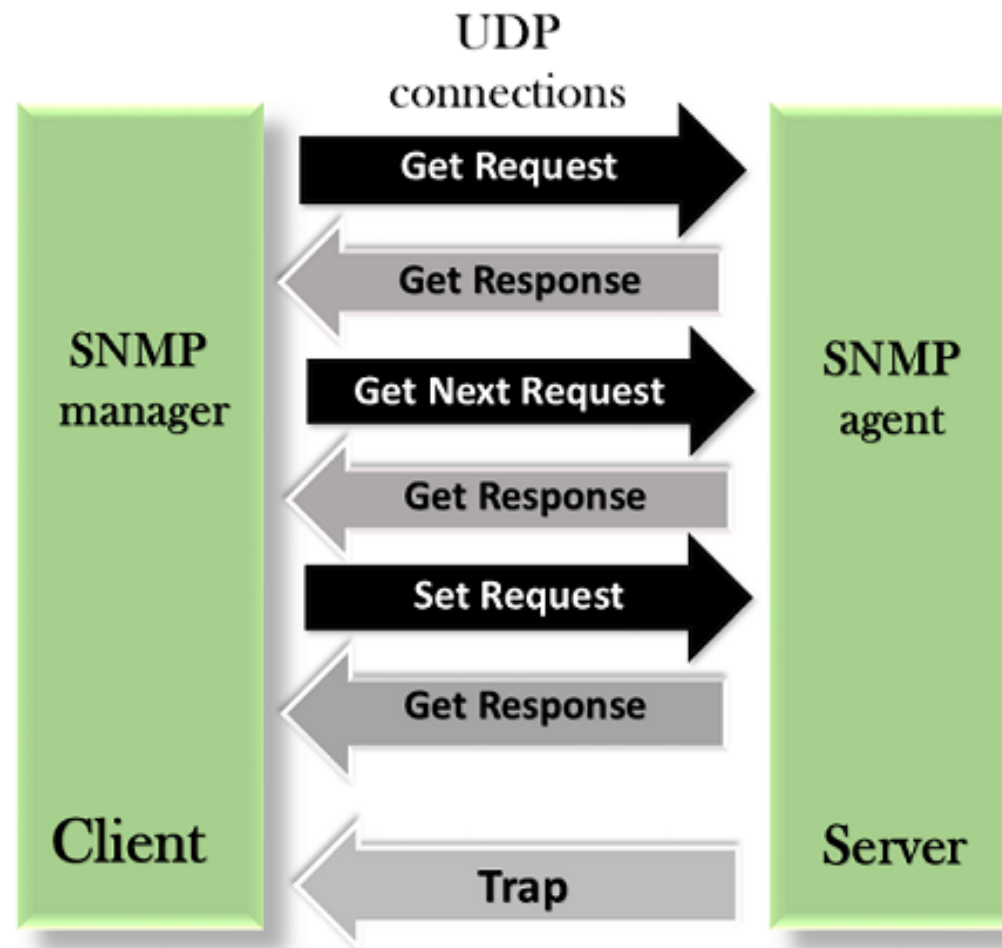 UDP
connections
Get Request
Get Response
SNMP
manager
Get Next Request
SNMP
agent
Get Response
Set Request
Get Response
Client
Server
Trap